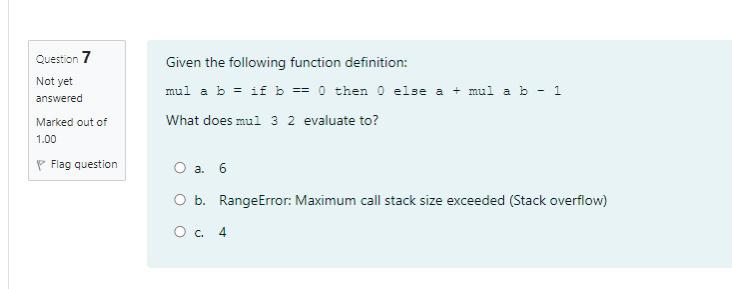 Question 7
Not yet
answered
Marked out of
1.00
Flag question
Given the following function definition:
mul a b = if b == 0 then 0 else a + mul a b - 1
What does mul 3 2 evaluate to?
a. 6
b. RangeError: Maximum call stack size exceeded (Stack overflow)
c. 4